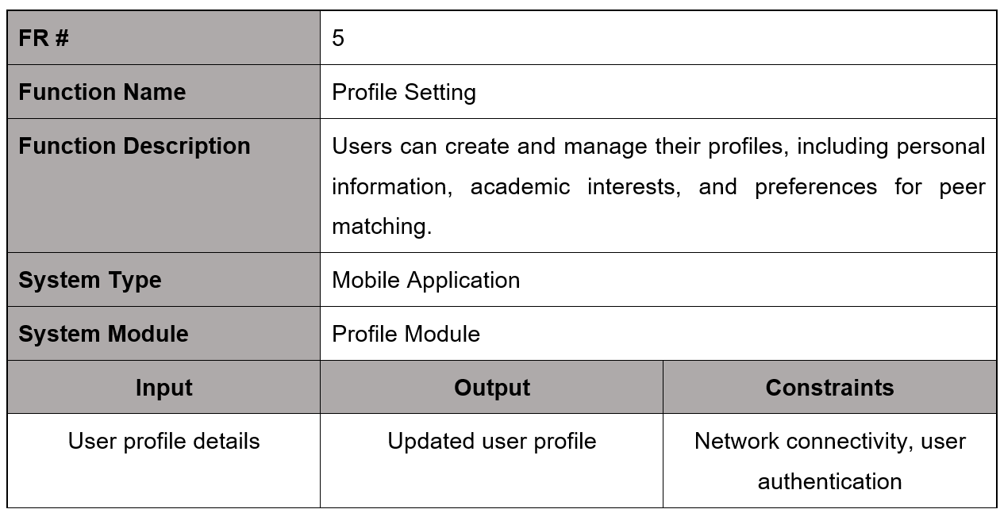 FR # 5
Function Name Profile Setting
Function Description Users can create and manage their profiles, including personal
information, academic interests, and preferences for peer
matching.
System Type Mobile Application
System Module Profile Module
Input Output Constraints
User profile details Updated user profile Network connectivity, user
authentication